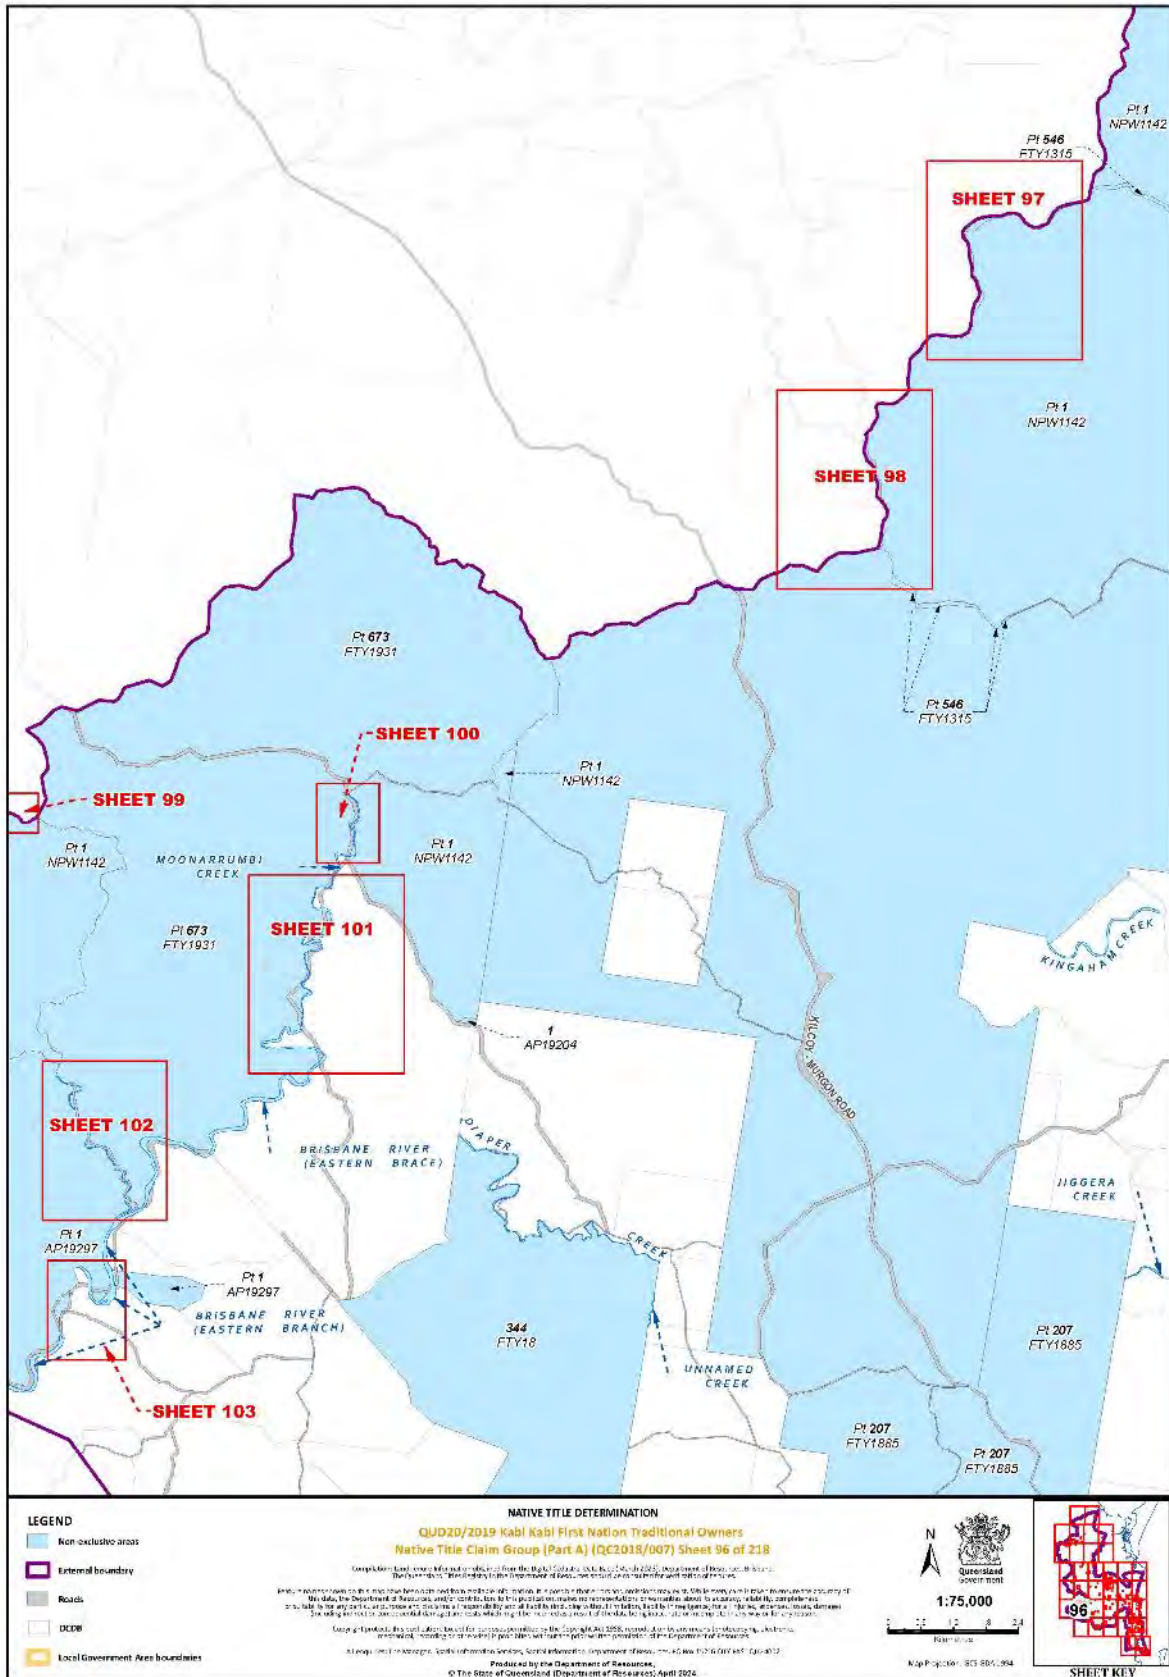 Pt 1
NPW1142
Pt 546
FTY1315
SHEET 97
Pt 1
NPW1142
SHEET 98
Pt 673
FTY1931
Pt 546
FTY1315
SHEET 100
Pt 1
NPW1142
SHEET 99
Pt 1
NPW1142
MOONARRUMBI
CREEK
Pt 1
NPW1142
SHEET 101
Pt 673
FTY1931
KINGAHAM CREEK
1
AP19204
KILCOY - MURGON ROAD
SHEET 102
DIAPER
CREEK
BRISBANE RIVER
(EASTERN BRACE)
JIGGERA
CREEK
Pt 1
AP19297
Pt 1
AP19297
BRISBANE RIVER
(EASTERN BRANCH)
344
FTY18
Pt 207
FTY1885
UNNAMED
CREEK
SHEET 103
Pt 207
FTY1885
Pt 207
FTY1885
LEGEND
Non-exclusive areas
External boundary
Roads
DCDB
Local Government Area boundaries
NATIVE TITLE DETERMINATION
QUD20/2019 Kabi Kabi First Nation Traditional Owners
Native Title Claim Group (Part A) (QC2018/007) Sheet 96 of 218
Produced by the Department of Resources,
© The State of Queensland (Department of Resources) April 2024
N
Queensland
Government
1:75,000
Kilometres
96
SHEET KEY